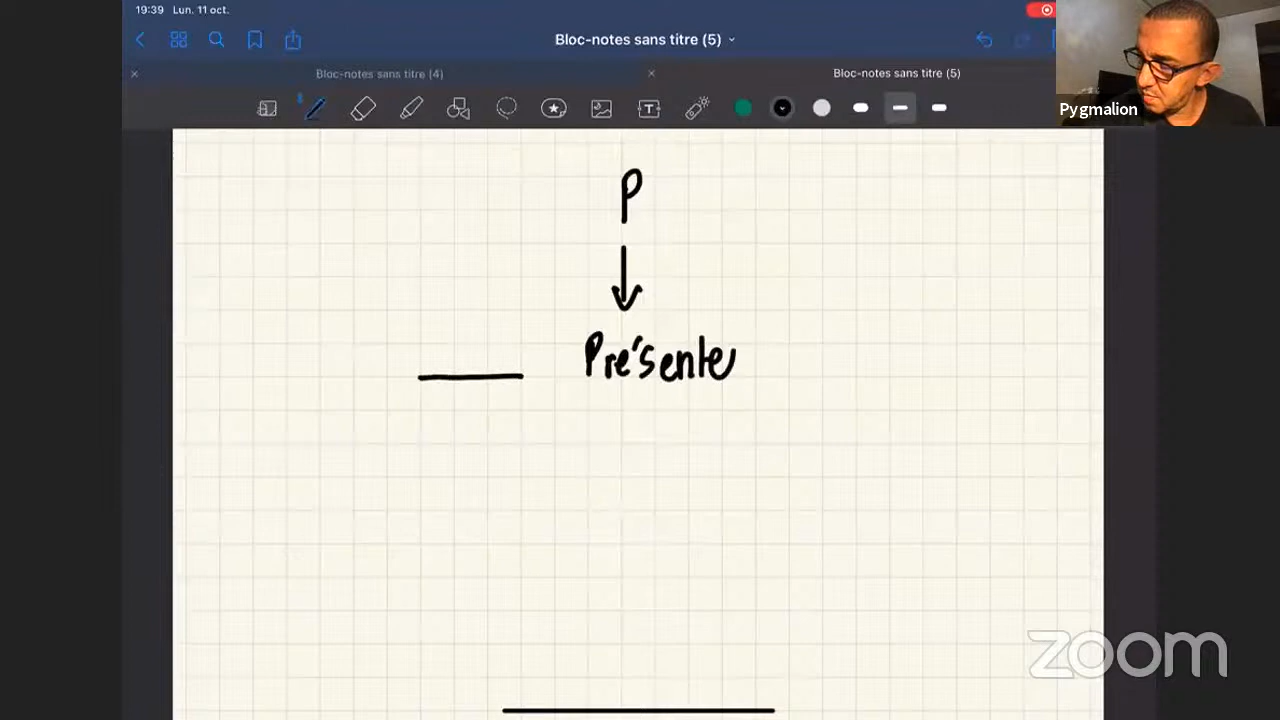 19:39 Lun. 11 oct.
Bloc-notes sans titre (5)
Bloc-notes sans titre (4)
Bloc-notes sans titre (5)
T
Pygmalion
P
Présenter
zoom